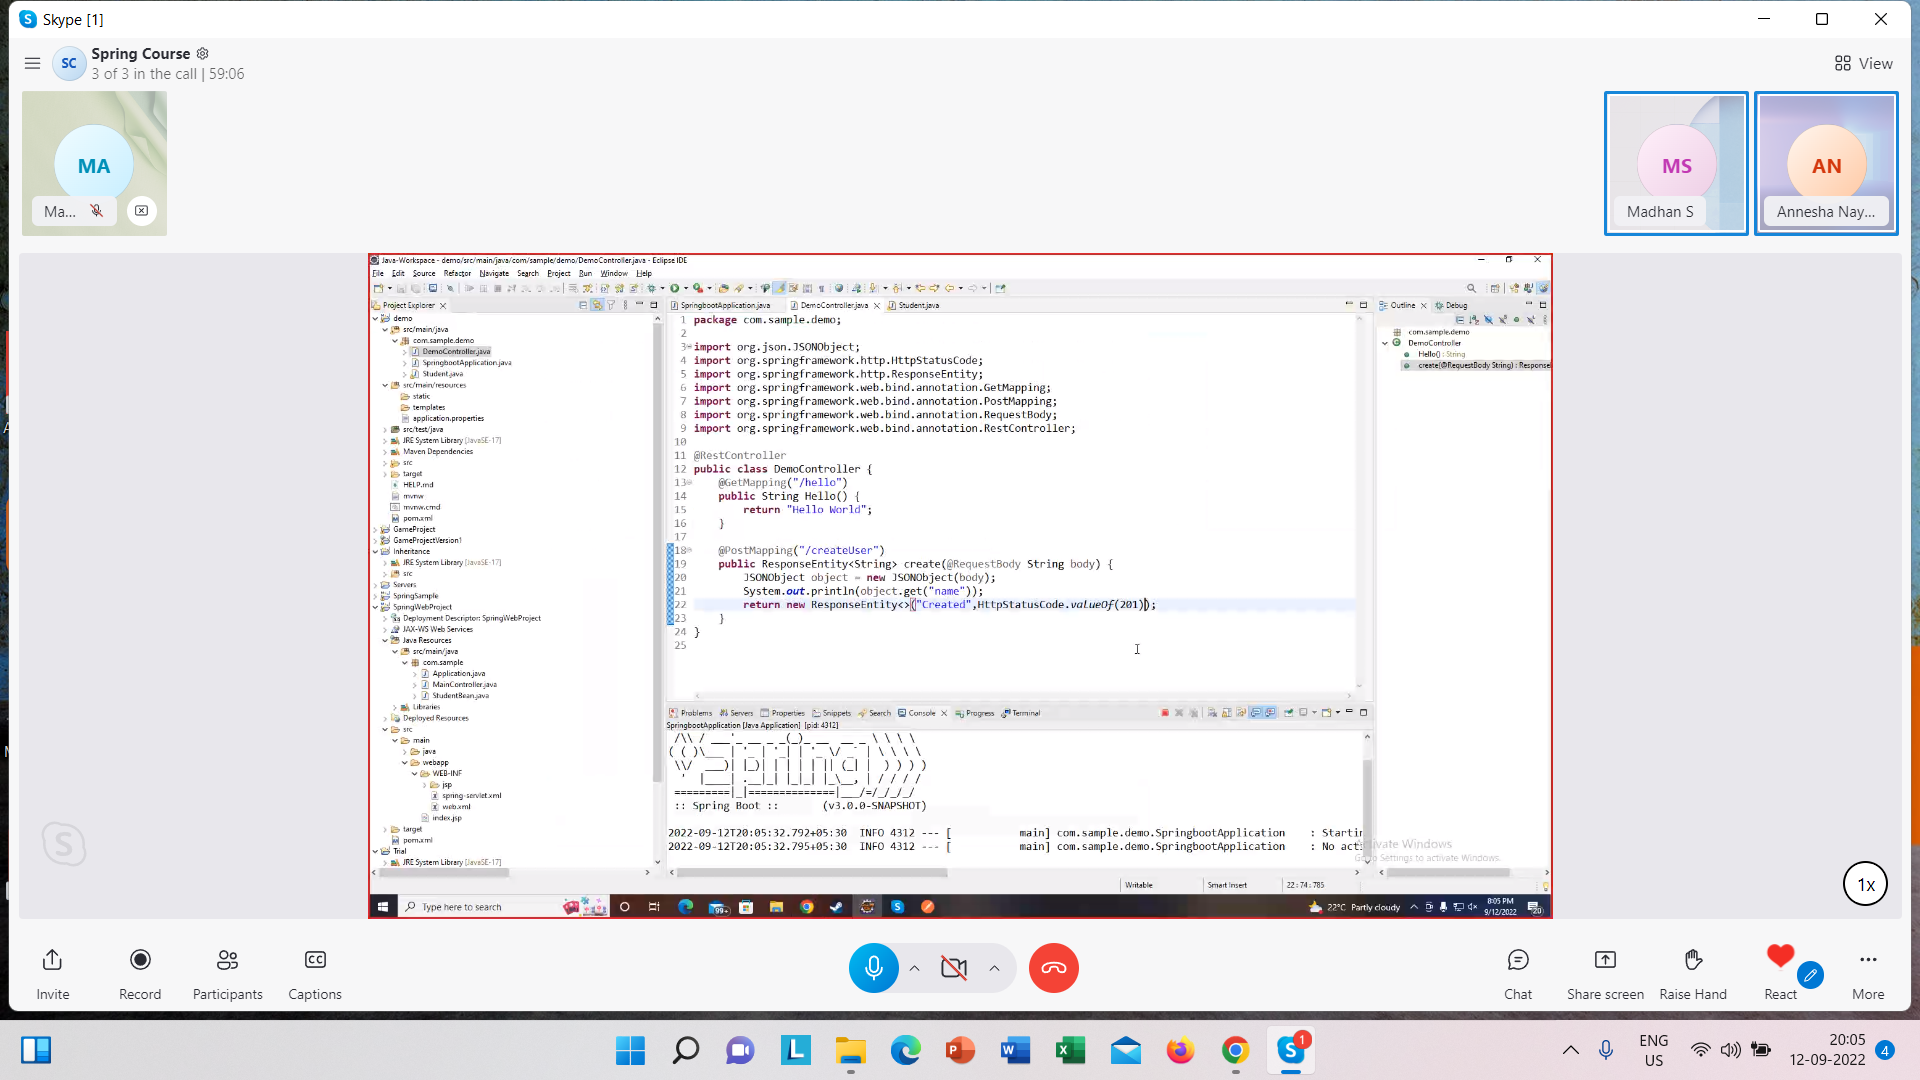 Skype [1]
SC
Spring Course
3 of 3 in the call | 59:06
View
MA
Ma...
MS
Madhan S
AN
Annesha Nay...
Java-Workspace - demo/src/main/java/com/sample/demo/DemoController.java - Eclipse IDE
File Edit Source Refactor Navigate Search Project Run Window Help
Project Explorer
demo
src/main/java
com.sample.demo
DemoController.java
SpringbootApplication.java
Student.java
src/main/resources
static
templates
application.properties
src/test/java
JRE System Library [JavaSE-17]
Maven Dependencies
src
target
HELP.md
mvnw
mvnw.cmd
pom.xml
GameProject
GameProjectVersion1
Inheritance
JRE System Library [JavaSE-17]
src
Servers
SpringSample
SpringWebProject
Deployment Descriptor: SpringWebProject
JAX-WS Web Services
Java Resources
src/main/java
com.sample
Application.java
MainController.java
StudentBean.java
Libraries
Deployed Resources
src
main
java
webapp
WEB-INF
jsp
spring-servlet.xml
web.xml
index.jsp
target
pom.xml
Trial
JRE System Library [JavaSE-17]
SpringbootApplication.java DemoController.java Student.java
1 package com.sample.demo;
2
3 import org.json.JSONObject;
4 import org.springframework.http.HttpStatusCode;
5 import org.springframework.http.ResponseEntity;
6 import org.springframework.web.bind.annotation.GetMapping;
7 import org.springframework.web.bind.annotation.PostMapping;
8 import org.springframework.web.bind.annotation.RequestBody;
9 import org.springframework.web.bind.annotation.RestController;
10
11 @RestController
12 public class DemoController {
13 @GetMapping("/hello")
14 public String Hello() {
15 return "Hello World";
16 }
17
18 @PostMapping("/createUser")
19 public ResponseEntity<String> create(@RequestBody String body) {
20 JSONObject object = new JSONObject(body);
21 System.out.println(object.get("name"));
22 return new ResponseEntity<>("Created",HttpStatusCode.valueOf(201));
23 }
24 }
25
Outline Debug
com.sample.demo
DemoController
Hello() : String
create(@RequestBody String) : Response
Problems Servers Properties Snippets Search Console Progress Terminal
SpringbootApplication [Java Application] [pid: 4312]
:: Spring Boot :: (v3.0.0-SNAPSHOT)
2022-09-12T20:05:32.792+05:30 INFO 4312 --- [ main] com.sample.demo.SpringbootApplication : Startin
2022-09-12T20:05:32.795+05:30 INFO 4312 --- [ main] com.sample.demo.SpringbootApplication : No acti
Activate Windows
Go to Settings to activate Windows.
Writable Smart Insert 22 : 74 : 785
Type here to search
99+
22°C Partly cloudy
8:05 PM
9/12/2022
20
1x
Invite
Record
Participants
Captions
Chat
Share screen
Raise Hand
React
More
ENG
US
20:05
12-09-2022
4
1